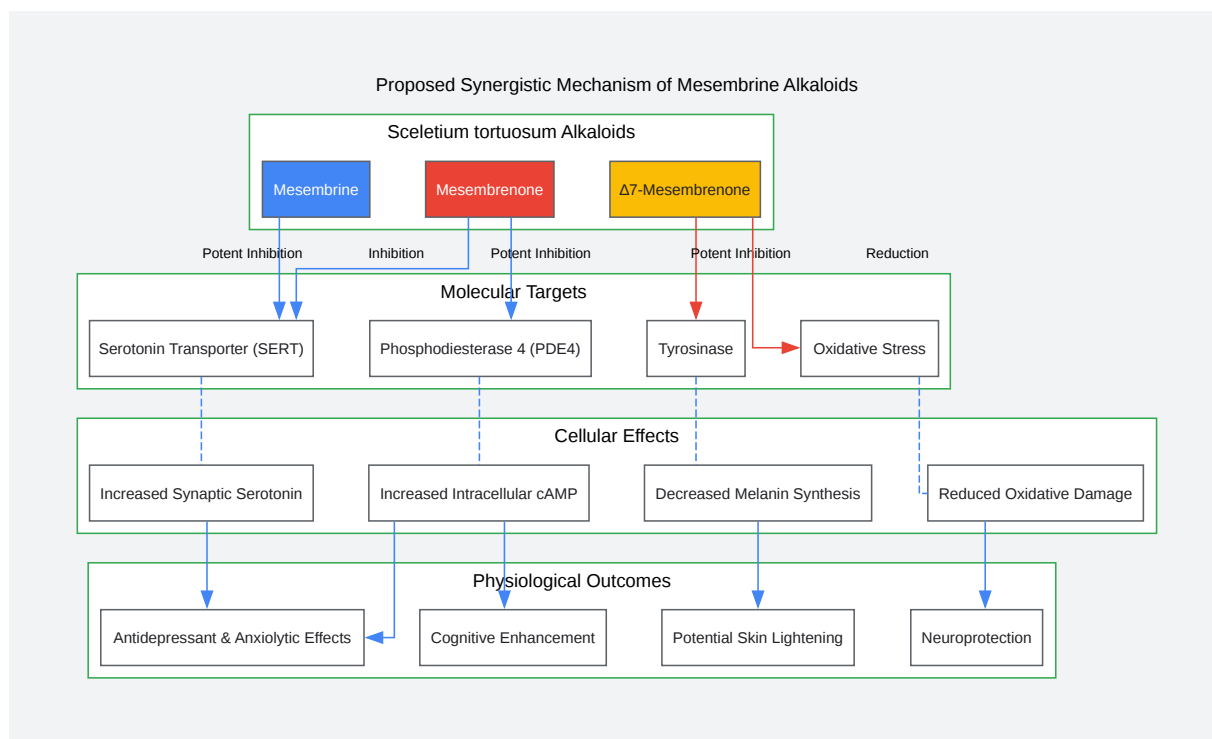 Proposed Synergistic Mechanism of Mesembrine Alkaloids
Sceletium tortuosum Alkaloids
Mesembrine
Mesembrenone
Δ7-Mesembrenone
Potent Inhibition
Inhibition
Potent Inhibition
Potent Inhibition
Reduction
Molecular Targets
Serotonin Transporter (SERT)
Phosphodiesterase 4 (PDE4)
Tyrosinase
Oxidative Stress
Cellular Effects
Increased Synaptic Serotonin
Increased Intracellular cAMP
Decreased Melanin Synthesis
Reduced Oxidative Damage
Physiological Outcomes
Antidepressant & Anxiolytic Effects
Cognitive Enhancement
Potential Skin Lightening
Neuroprotection